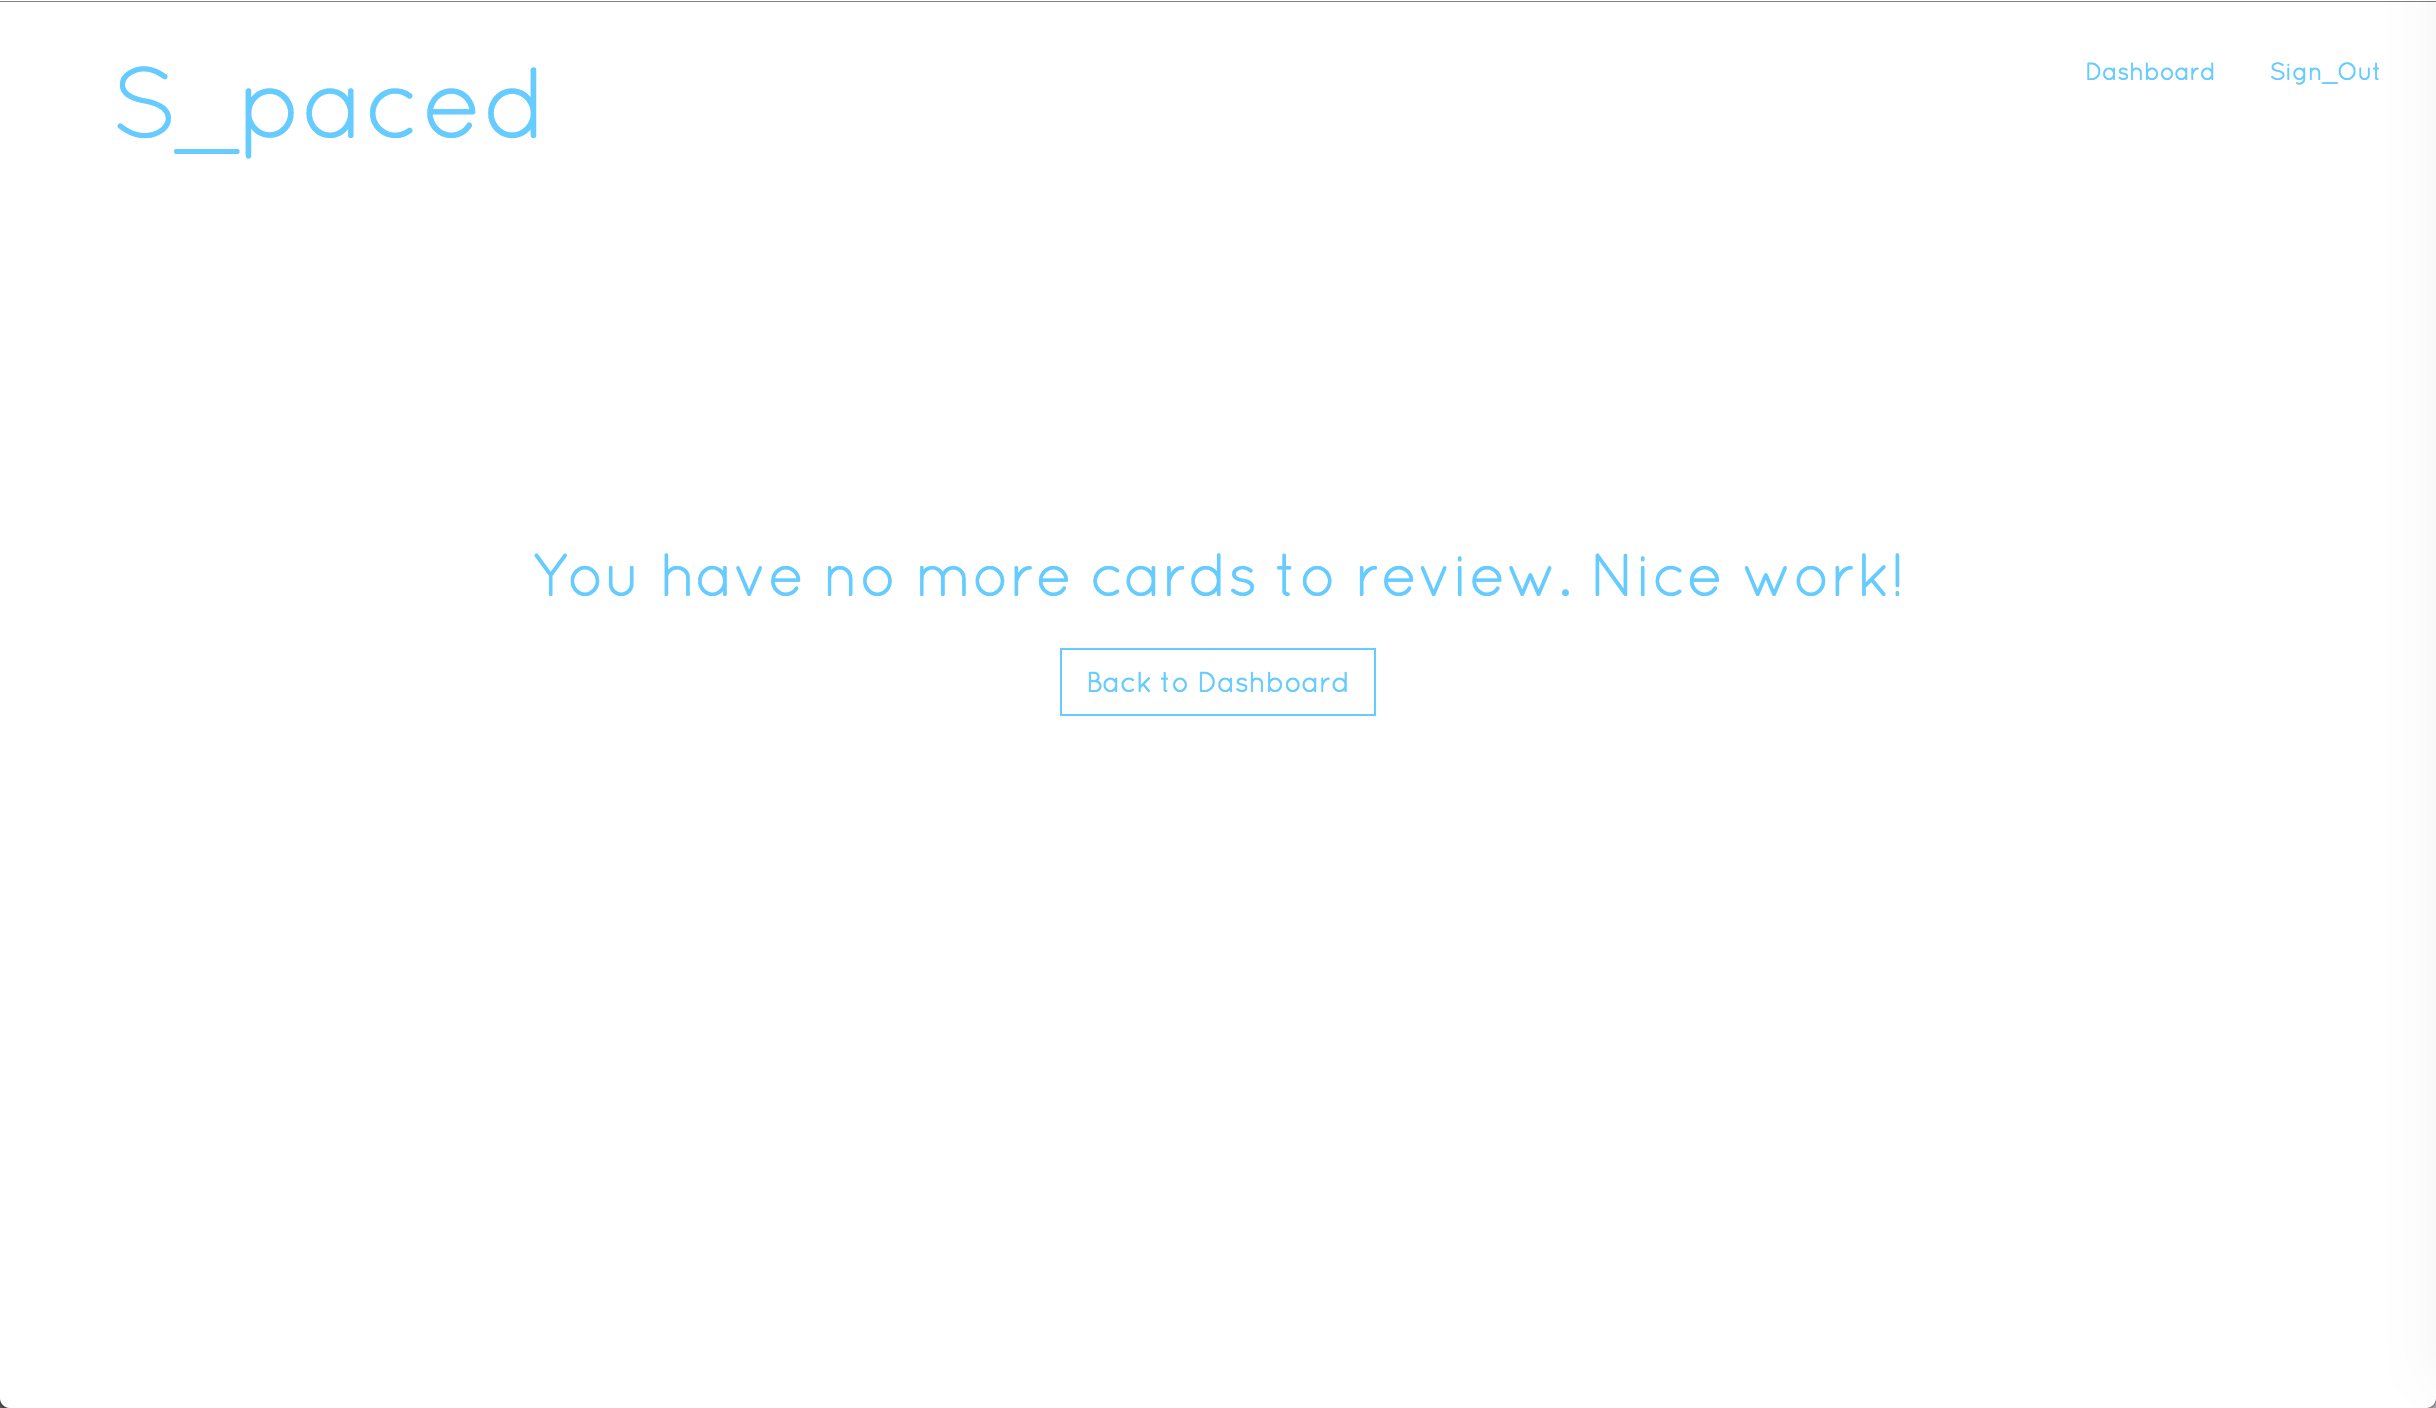 S_paced
Dashboard
Sign_Out
You have no more cards to review. Nice work!
Back to Dashboard